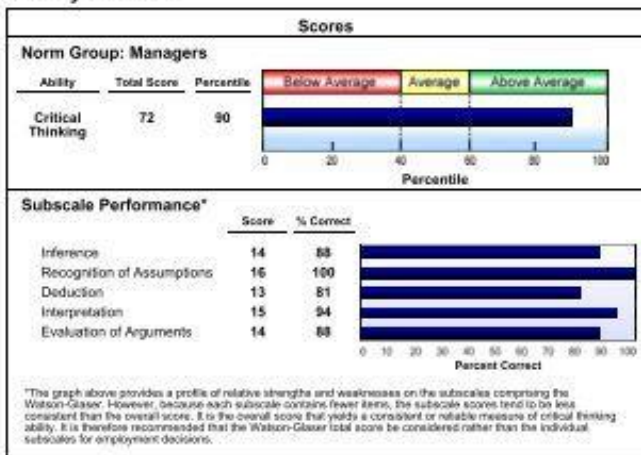 Scores
Norm Group: Managers
Ability Total Score Percentile Below Average Average Above Average
Critical Thinking 72 90
0 20 40 60 80 100
Percentile
Subscale Performance*
Score % Correct
Inference 14 88
Recognition of Assumptions 16 100
Deduction 13 81
Interpretation 15 94
Evaluation of Arguments 14 88
0 10 20 30 40 50 60 70 80 90 100
Percent Correct
*The graph above provides a profile of relative strengths and weaknesses on the subscales comprising the
Watson-Glaser. However, because each subscale contains fewer items, the subscale scores tend to be less
consistent than the overall score. It is the overall score that yields a consistent or reliable measure of critical thinking
ability. It is therefore recommended that the Watson-Glaser total score be considered rather than the individual
subscales for employment decisions.